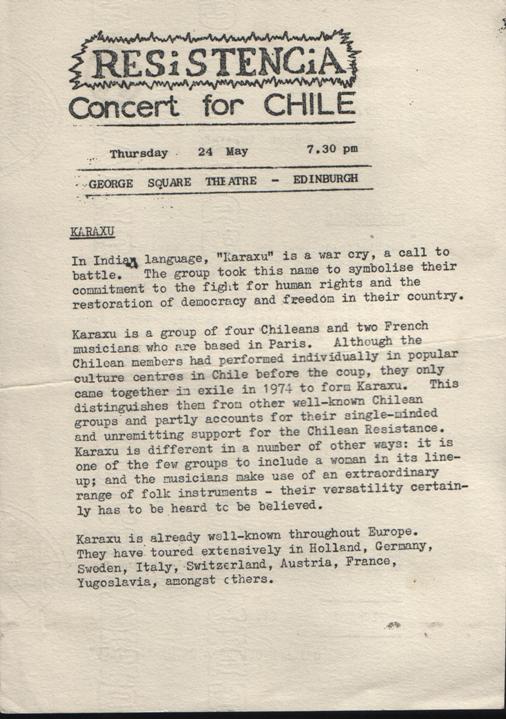 RESiSTENCiA
Concert for CHILE
Thursday 24 May 7.30 pm
GEORGE SQUARE THEATRE - EDINBURGH
KARAXU
In Indian language, "Karaxu" is a war cry, a call to
battle. The group took this name to symbolise their
commitment to the fight for human rights and the
restoration of democracy and freedom in their country.
Karaxu is a group of four Chileans and two French
musicians who are based in Paris. Although the
Chilean members had performed individually in popular
culture centres in Chile before the coup, they only
came together in exile in 1974 to form Karaxu. This
distinguishes them from other well-known Chilean
groups and partly accounts for their single-minded
and unremitting support for the Chilean Resistance.
Karaxu is different in a number of other ways: it is
one of the few groups to include a woman in its line-
up; and the musicians make use of an extraordinary
range of folk instruments - their versatility certain-
ly has to be heard to be believed.
Karaxu is already well-known throughout Europe.
They have toured extensively in Holland, Germany,
Sweden, Italy, Switzerland, Austria, France,
Yugoslavia, amongst others.